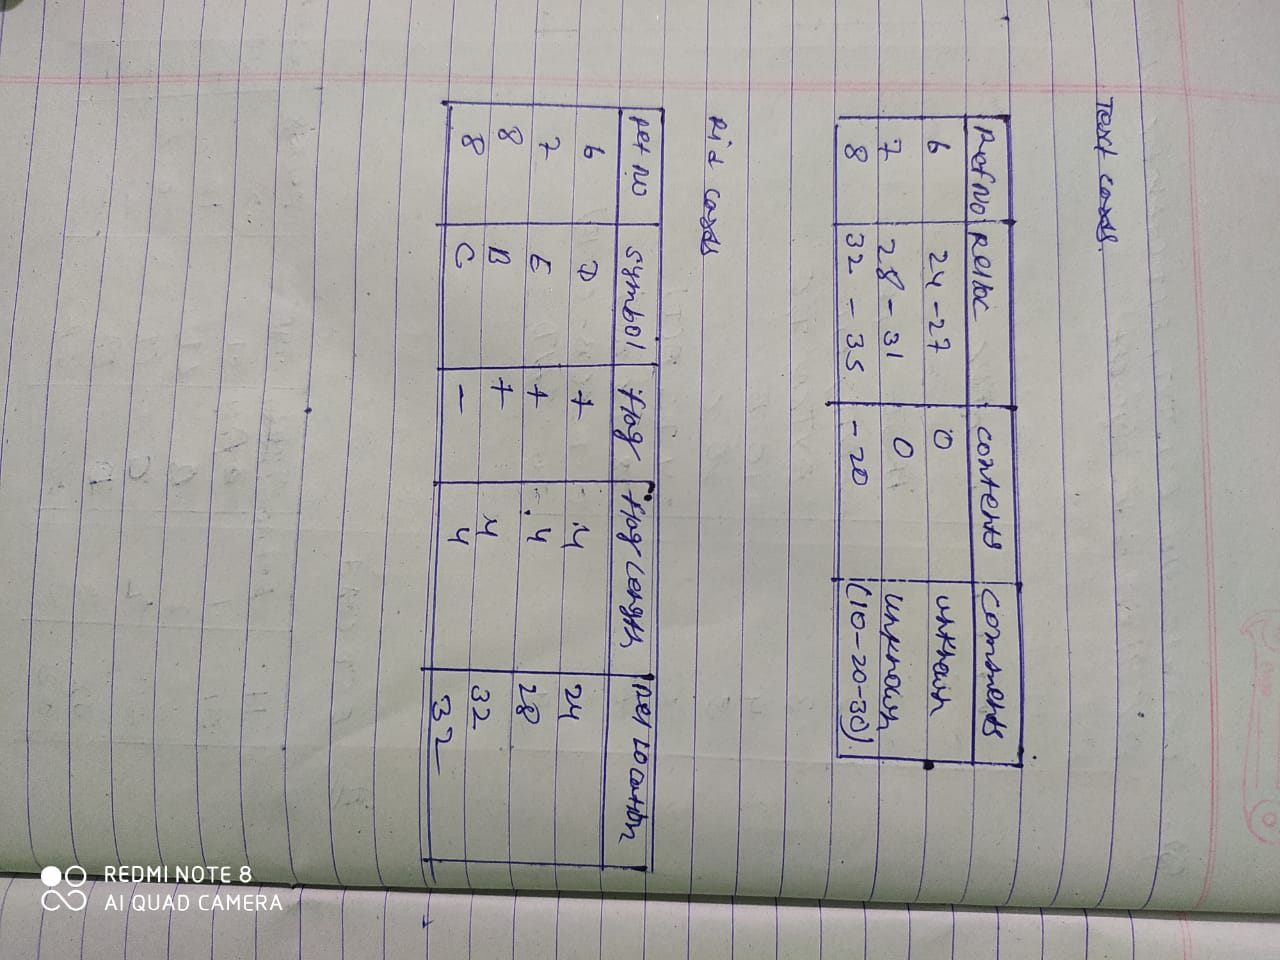 Text cards.
Ref No Relloc contents comments
6 24-27 0 unknown
7 28-31 0 unknown
8 32-35 -20 (10-20-30)
Rld cards
Ref No Symbol flag flag Length Rel Location
6 D + 4 24
7 E + 4 28
8 B + 4 32
8 C - 4 32
REDMI NOTE 8
AI QUAD CAMERA